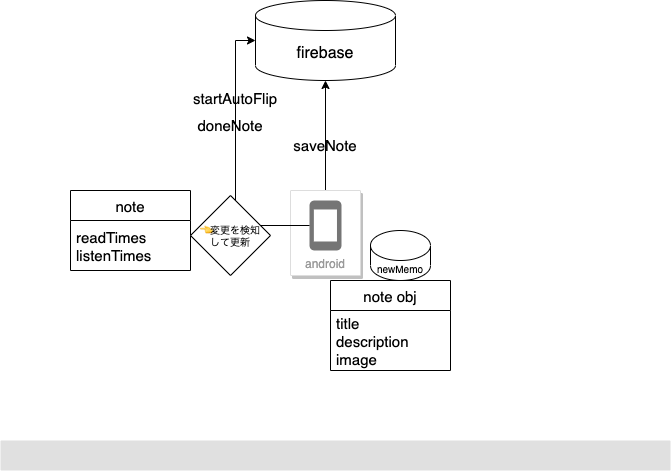 firebase
startAutoFlip
doneNote
saveNote
note
readTimes
listenTimes
👈変更を検知
して更新
android
newMemo
note obj
title
description
image